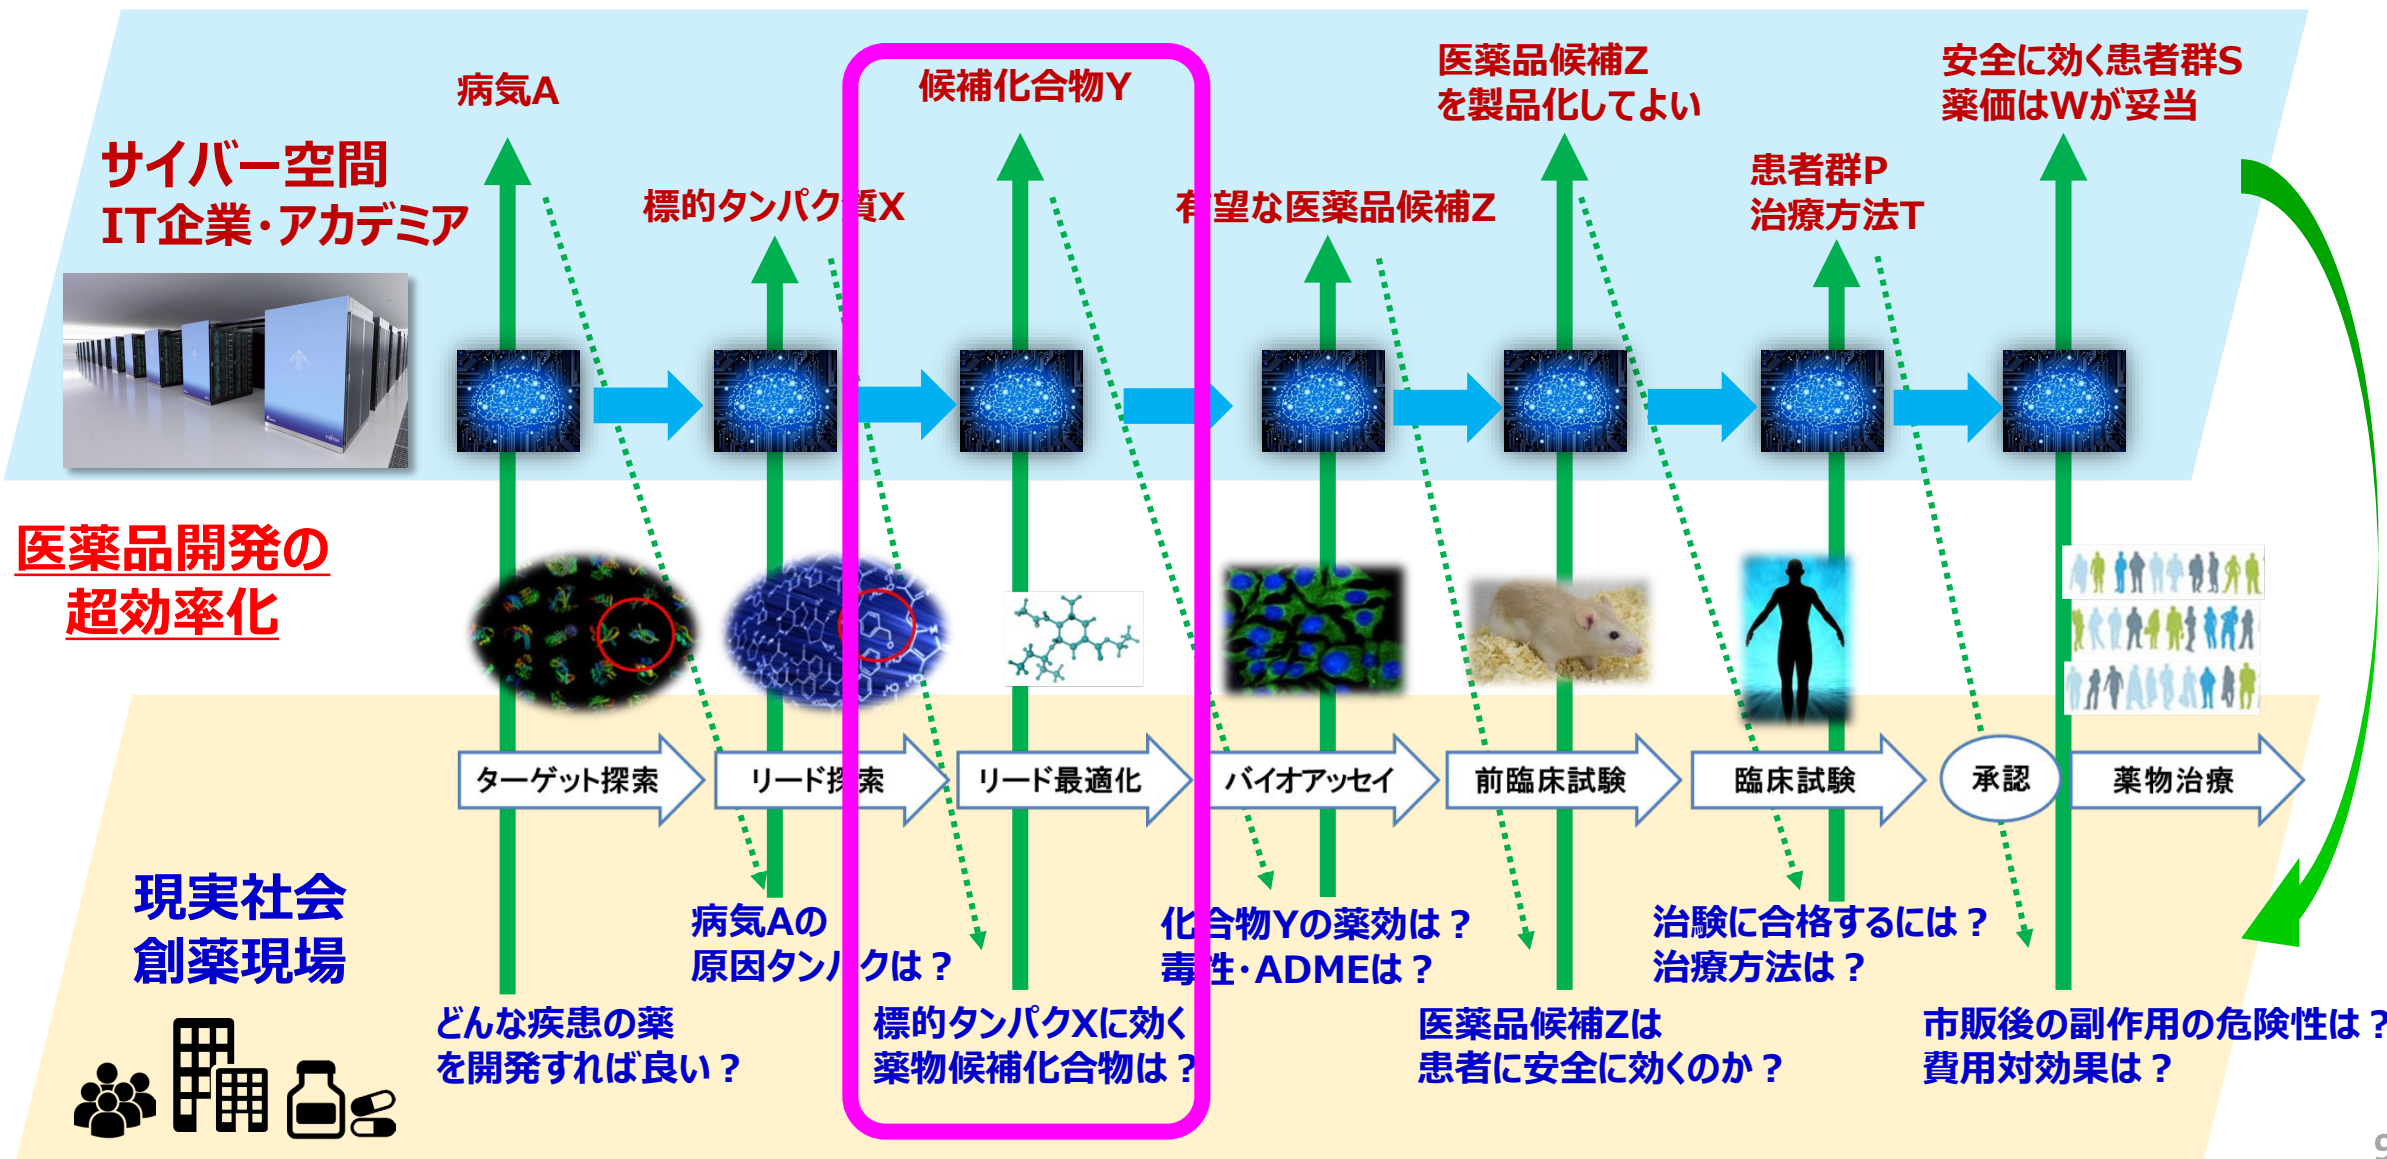 病気A
候補化合物Y
医薬品候補Z
を製品化してよい
安全に効く患者群S
薬価はWが妥当
サイバー空間
IT企業・アカデミア
標的タンパク質X
有望な医薬品候補Z
患者群P
治療方法T
医薬品開発の
超効率化
ターゲット探索
リード探索
リード最適化
バイオアッセイ
前臨床試験
臨床試験
承認
薬物治療
現実社会
創薬現場
病気Aの
原因タンパクは？
化合物Yの薬効は？
毒性・ADMEは？
治験に合格するには？
治療方法は？
どんな疾患の薬
を開発すれば良い？
標的タンパクXに効く
薬物候補化合物は？
医薬品候補Zは
患者に安全に効くのか？
市販後の副作用の危険性は？
費用対効果は？
9